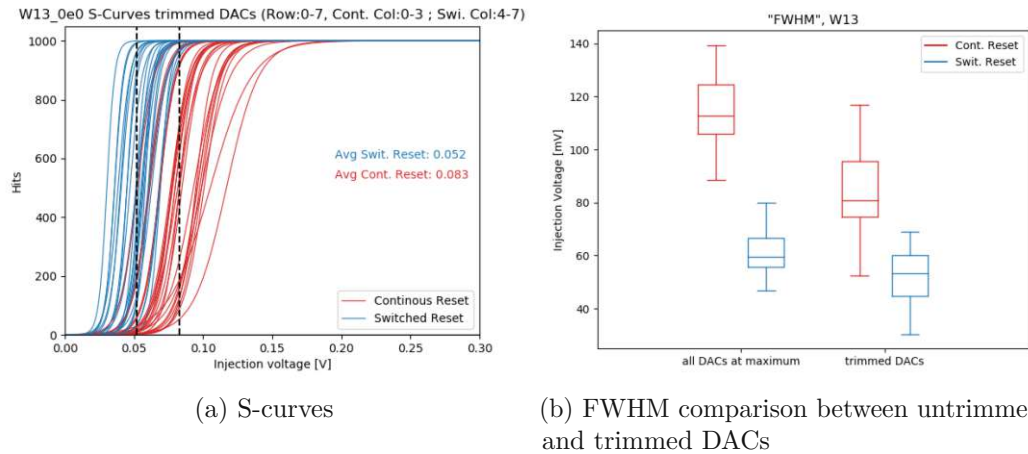 W13_0e0 S-Curves trimmed DACs (Row:0-7, Cont. Col:0-3 ; Swi. Col:4-7)
1000
800
600
400
200
0
Hits
Avg Swit. Reset: 0.052
Avg Cont. Reset: 0.083
Continous Reset
Switched Reset
0.00 0.05 0.10 0.15 0.20 0.25 0.30
Injection voltage [V]
(a) S-curves
"FWHM", W13
140
120
100
80
60
40
Injection Voltage [mV]
Cont. Reset
Swit. Reset
all DACs at maximum trimmed DACs
(b) FWHM comparison between untrimme
and trimmed DACs